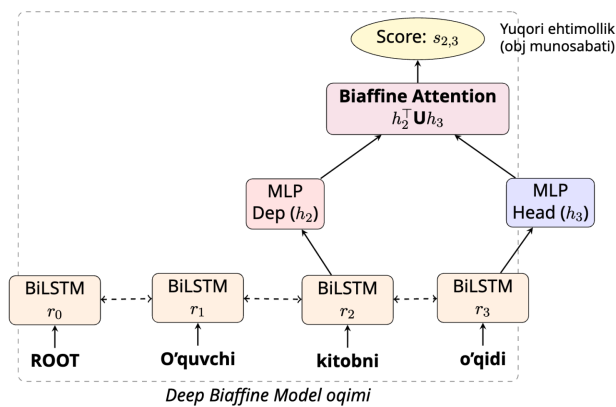 Score: s₂,₃
Yuqori ehtimollik
(obj munosabati)
Biaffine Attention
h₂⊤Uh₃
MLP
Dep (h₂)
MLP
Head (h₃)
BiLSTM
r₀
BiLSTM
r₁
BiLSTM
r₂
BiLSTM
r₃
ROOT
O'quvchi
kitobni
o'qidi
Deep Biaffine Model oqimi